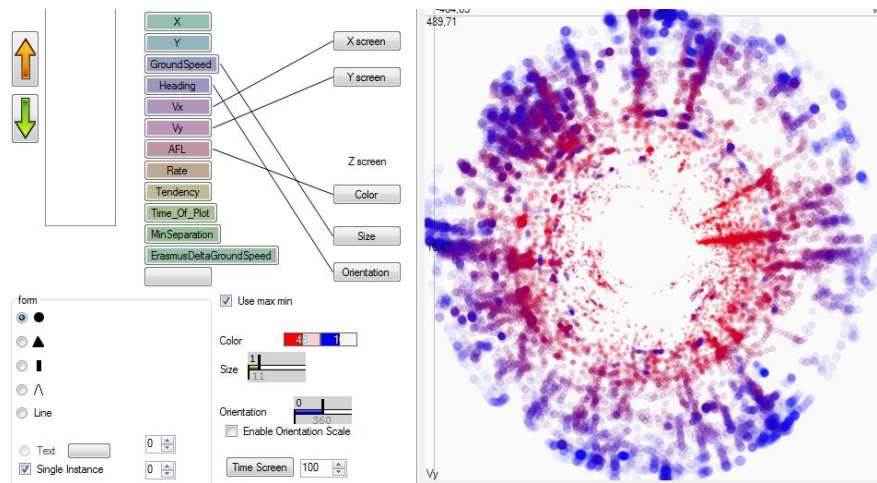 X
Y
GroundSpeed
Heading
Vx
Vy
AFL
Rate
Tendency
Time_Of_Plot
MinSeparation
ErasmusDeltaGroundSpeed
X screen
Y screen
Z screen
Color
Size
Orientation
form
Line
Text
0
Single Instance
0
Use max min
Color
Size
1
11
Orientation
0
360
Enable Orientation Scale
Time Screen
100
489,71
Vy